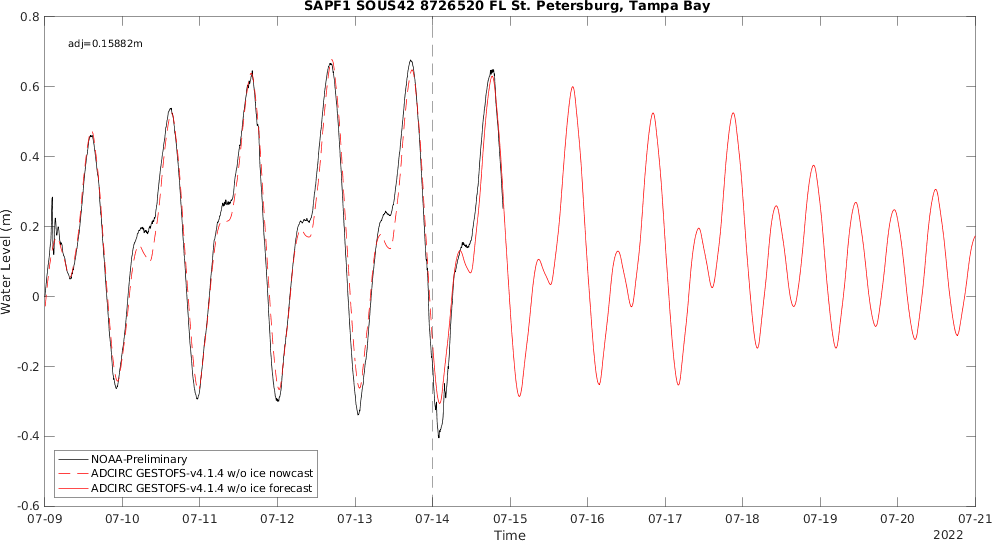 SAPF1 SOUS42 8726520 FL St. Petersburg, Tampa Bay
adj=0.15882m
Water Level (m)
0.8
0.6
0.4
0.2
0
-0.2
-0.4
-0.6
NOAA-Preliminary
ADCIRC GESTOFS-v4.1.4 w/o ice nowcast
ADCIRC GESTOFS-v4.1.4 w/o ice forecast
07-09 07-10 07-11 07-12 07-13 07-14 07-15 07-16 07-17 07-18 07-19 07-20 07-21
Time
2022